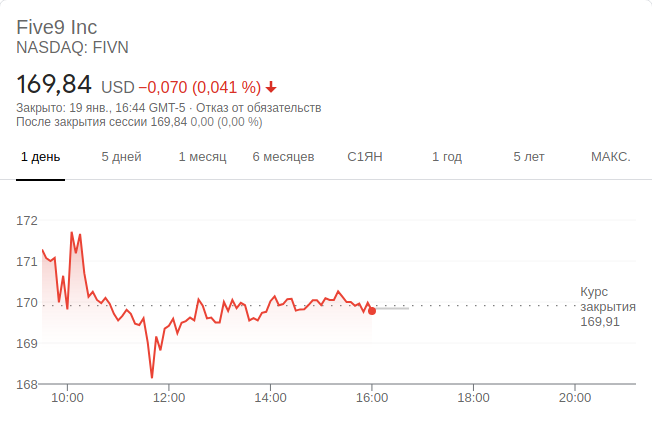 Five9 Inc
NASDAQ: FIVN
169,84 USD −0,070 (0,041 %)
Закрыто: 19 янв., 16:44 GMT-5 · Отказ от обязательств
После закрытия сессии 169,84 0,00 (0,00 %)
1 день 5 дней 1 месяц 6 месяцев С1ЯН 1 год 5 лет МАКС.
172
171
170
169
168
Курс
закрытия
169,91
10:00 12:00 14:00 16:00 18:00 20:00